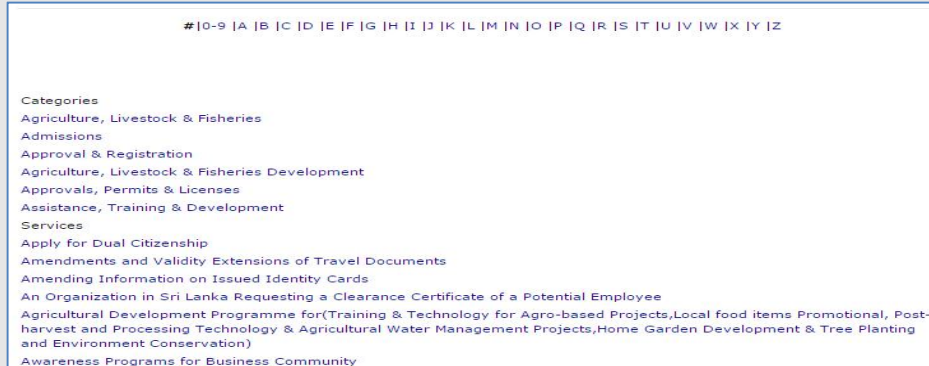 #|0-9 |A |B |C |D |E |F |G |H |I |J |K |L |M |N |O |P |Q |R |S |T |U |V |W |X |Y |Z
Categories
Agriculture, Livestock & Fisheries
Admissions
Approval & Registration
Agriculture, Livestock & Fisheries Development
Approvals, Permits & Licenses
Assistance, Training & Development
Services
Apply for Dual Citizenship
Amendments and Validity Extensions of Travel Documents
Amending Information on Issued Identity Cards
An Organization in Sri Lanka Requesting a Clearance Certificate of a Potential Employee
Agricultural Development Programme for(Training & Technology for Agro-based Projects,Local food items Promotional, Post-
harvest and Processing Technology & Agricultural Water Management Projects,Home Garden Development & Tree Planting
and Environment Conservation)
Awareness Programs for Business Community